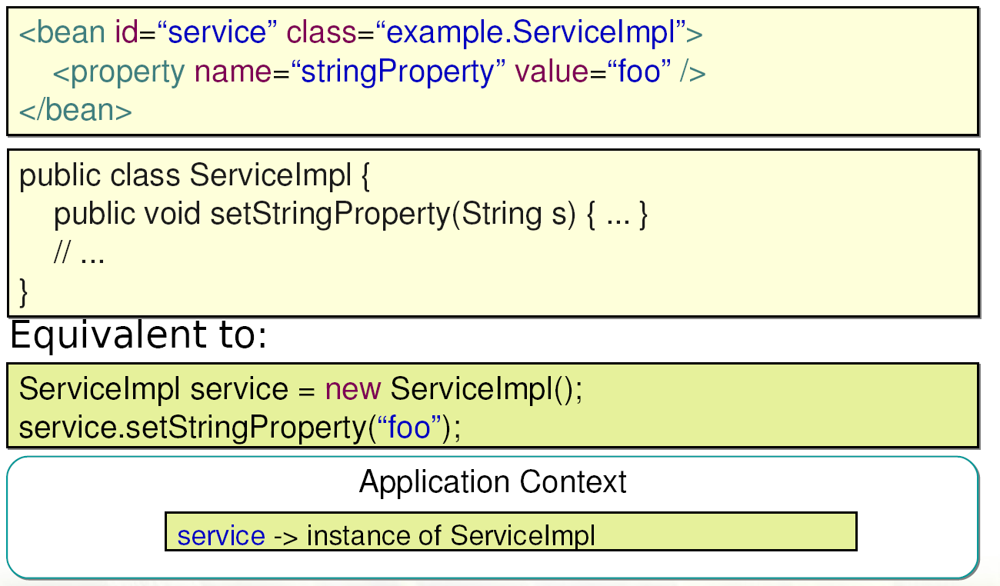 <bean id=“service” class=“example.ServiceImpl”>
<property name=“stringProperty” value=“foo” />
</bean>
public class ServiceImpl {
public void setStringProperty(String s) { ... }
// ...
}
Equivalent to:
ServiceImpl service = new ServiceImpl();
service.setStringProperty(“foo”);
Application Context
service -> instance of ServiceImpl